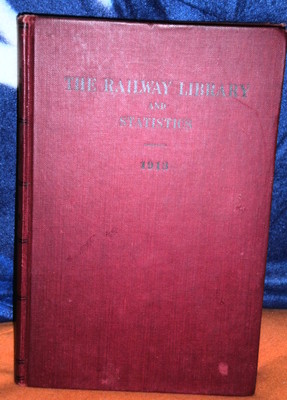 THE RAILWAY LIBRARY
AND
STATISTICS
1913